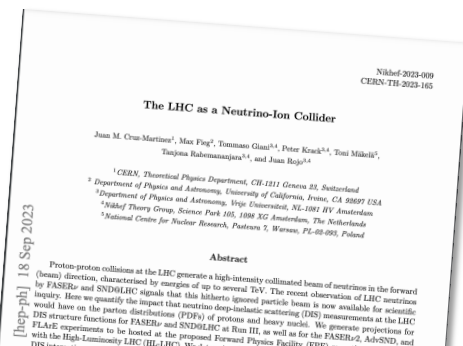 Nikhef-2023-009
CERN-TH-2023-165
The LHC as a Neutrino-Ion Collider
Juan M. Cruz-Martinez¹, Max Fieg², Tommaso Giani³,⁴, Peter Krack³,⁴, Toni Mäkelä⁵,
Tanjona Rabemananjara³,⁴, and Juan Rojo³,⁴
¹CERN, Theoretical Physics Department, CH-1211 Geneva 23, Switzerland
² Department of Physics and Astronomy, University of California, Irvine, CA 92697 USA
³Department of Physics and Astronomy, Vrije Universiteit, NL-1081 HV Amsterdam
⁴Nikhef Theory Group, Science Park 105, 1098 XG Amsterdam, The Netherlands
⁵National Centre for Nuclear Research, Pasteura 7, Warsaw, PL-02-093, Poland
Abstract
Proton-proton collisions at the LHC generate a high-intensity collimated beam of neutrinos in the forward
(beam) direction, characterised by energies of up to several TeV. The recent observation of LHC neutrinos
by FASERν and SND@LHC signals that this hitherto ignored particle beam is now available for scientific
inquiry. Here we quantify the impact that neutrino deep-inelastic scattering (DIS) measurements at the LHC
would have on the parton distributions (PDFs) of protons and heavy nuclei. We generate projections for
DIS structure functions for FASERν and SND@LHC at Run III, as well as for the FASERν2, AdvSND, and
FLArE experiments to be hosted at the proposed Forward Physics Facility
with the High-Luminosity LHC
[hep-ph] 18 Sep 2023